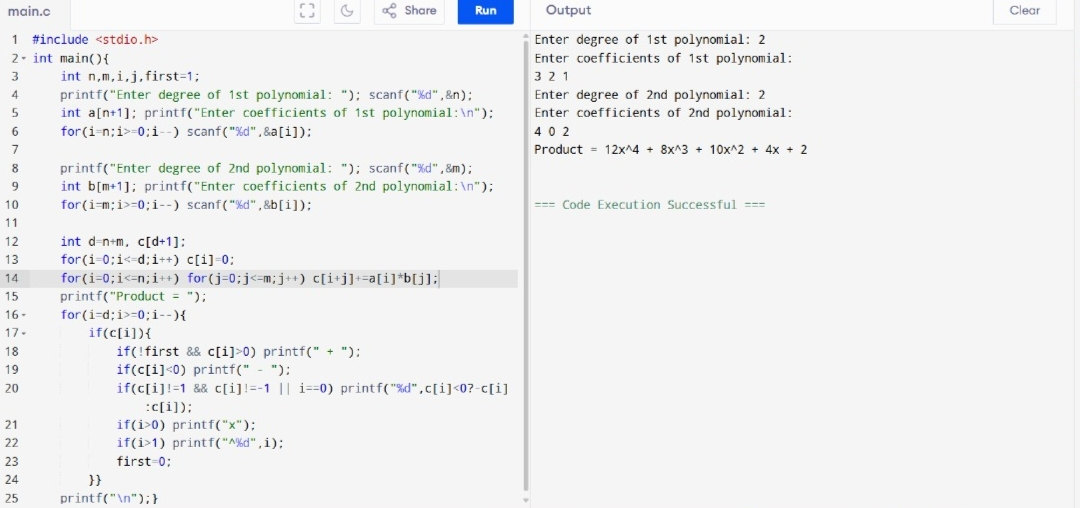 main.c
Share
Run
Output
Clear
1 #include <stdio.h>
2 int main(){
3 int n,m,i,j,first=1;
4 printf("Enter degree of 1st polynomial: "); scanf("%d",&n);
5 int a[n+1]; printf("Enter coefficients of 1st polynomial:\n");
6 for(i=n;i>=0;i--) scanf("%d",&a[i]);
7
8 printf("Enter degree of 2nd polynomial: "); scanf("%d",&m);
9 int b[m+1]; printf("Enter coefficients of 2nd polynomial:\n");
10 for(i=m;i>=0;i--) scanf("%d",&b[i]);
11
12 int d=n+m, c[d+1];
13 for(i=0;i<=d;i++) c[i]=0;
14 for(i=0;i<=n;i++) for(j=0;j<=m;j++) c[i+j]+=a[i]*b[j];
15 printf("Product = ");
16 for(i=d;i>=0;i--){
17 if(c[i]){
18 if(!first && c[i]>0) printf(" + ");
19 if(c[i]<0) printf(" - ");
20 if(c[i]!=1 && c[i]!=-1 || i==0) printf("%d",c[i]<0?-c[i]
:c[i]);
21 if(i>0) printf("x");
22 if(i>1) printf("^%d",i);
23 first=0;
24 }}
25 printf("\n");}
Enter degree of 1st polynomial: 2
Enter coefficients of 1st polynomial:
3 2 1
Enter degree of 2nd polynomial: 2
Enter coefficients of 2nd polynomial:
4 0 2
Product = 12x^4 + 8x^3 + 10x^2 + 4x + 2
=== Code Execution Successful ===